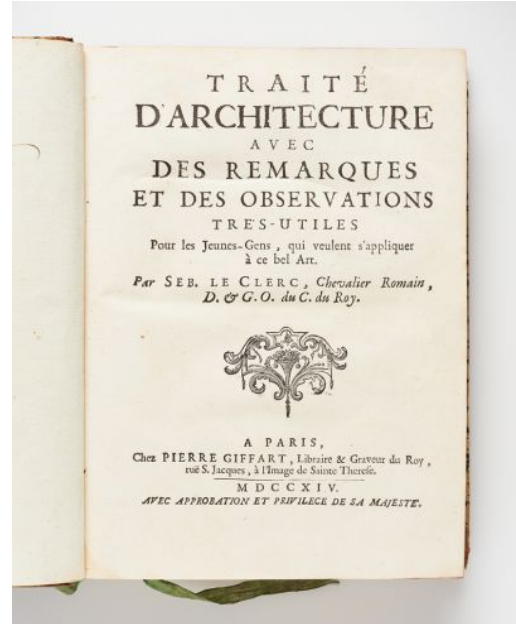 TRAITÉ
D'ARCHITECTURE
AVEC
DES REMARQUES
ET DES OBSERVATIONS
TRE'S-UTILES
Pour les Jeunes-Gens , qui veulent s'appliquer
à ce bel Art.
Par SEB. LE CLERC , Chevalier Romain ,
D. & G. O. du C. du Roy.
A PARIS,
Chez PIERRE GIFFART , Libraire & Graveur du Roy ,
ruë S. Jacques , à l'Image de Sainte Therese.
MDCCXIV.
AVEC APPROBATION ET PRIVILEGE DE SA MAJESTE'.